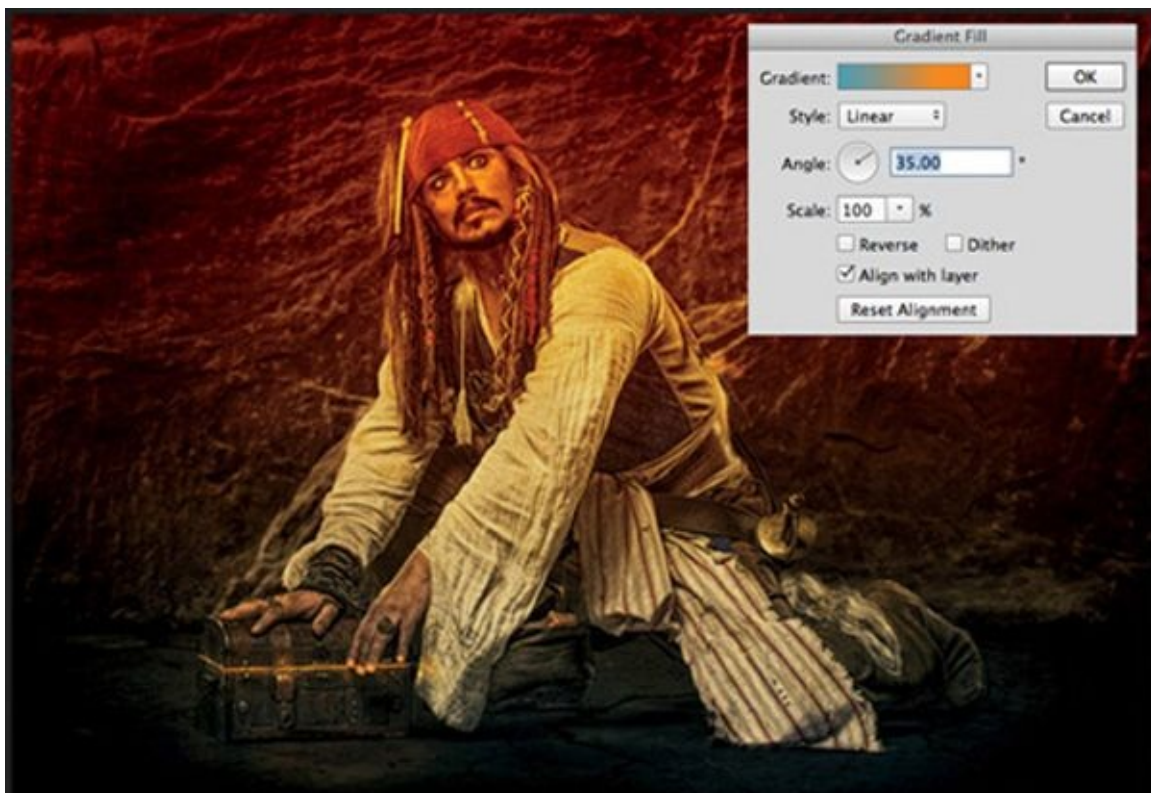 Gradient Fill
Gradient: OK
Style: Linear Cancel
Angle: 35.00 °
Scale: 100 %
Reverse Dither
Align with layer
Reset Alignment